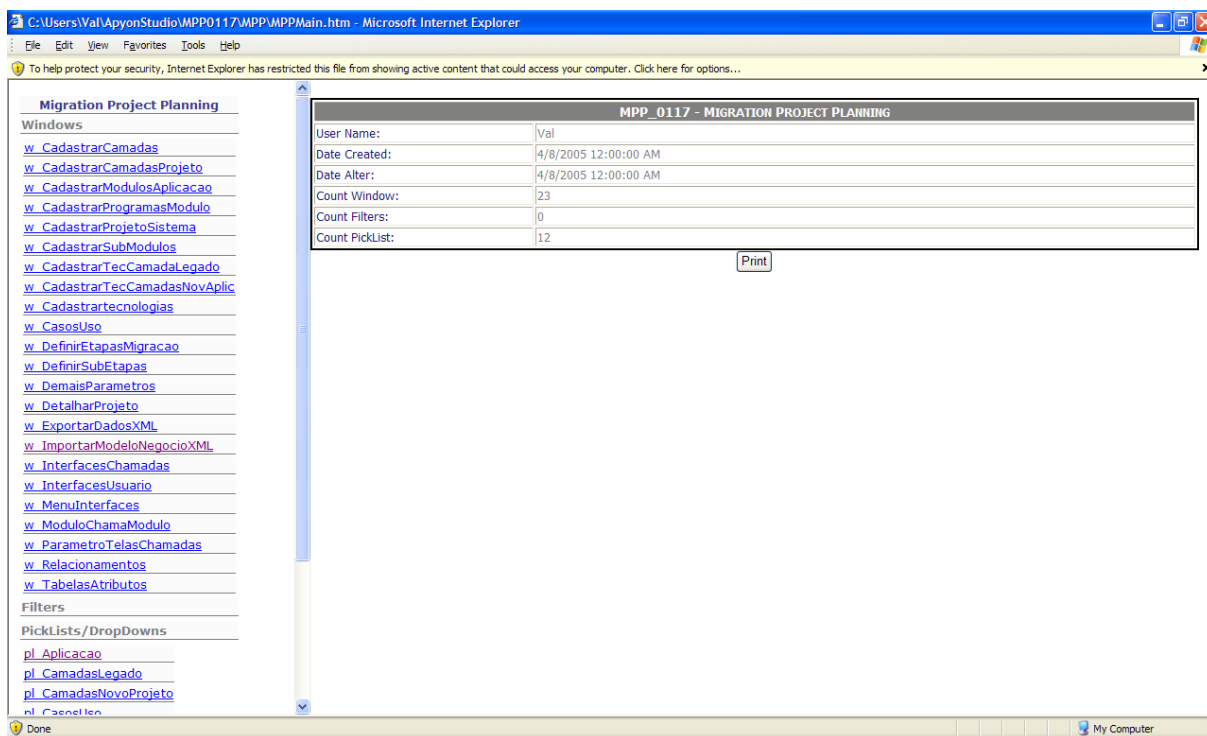 C:\Users\Val\ApyonStudio\MPP0117\MPP\MPPMain.htm - Microsoft Internet Explorer
File Edit View Favorites Tools Help
To help protect your security, Internet Explorer has restricted this file from showing active content that could access your computer. Click here for options...
Migration Project Planning
Windows
w_CadastrarCamadas
w_CadastrarCamadasProjeto
w_CadastrarModulosAplicacao
w_CadastrarProgramasModulo
w_CadastrarProjetoSistema
w_CadastrarSubModulos
w_CadastrarTecCamadaLegado
w_CadastrarTecCamadasNovAplic
w_Cadastrartecnologias
w_CasosUso
w_DefinirEtapasMigracao
w_DefinirSubEtapas
w_DemaisParametros
w_DetalharProjeto
w_ExportarDadosXML
w_ImportarModeloNegocioXML
w_InterfacesChamadas
w_InterfacesUsuario
w_MenuInterfaces
w_ModuloChamaModulo
w_ParametroTelasChamadas
w_Relacionamentos
w_TabelasAtributos
Filters
PickLists/DropDowns
pl_Aplicacao
pl_CamadasLegado
pl_CamadasNovoProjeto
pl_CasosUso
MPP_0117 - MIGRATION PROJECT PLANNING
User Name: Val
Date Created: 4/8/2005 12:00:00 AM
Date Alter: 4/8/2005 12:00:00 AM
Count Window: 23
Count Filters: 0
Count PickList: 12
Print
Done My Computer